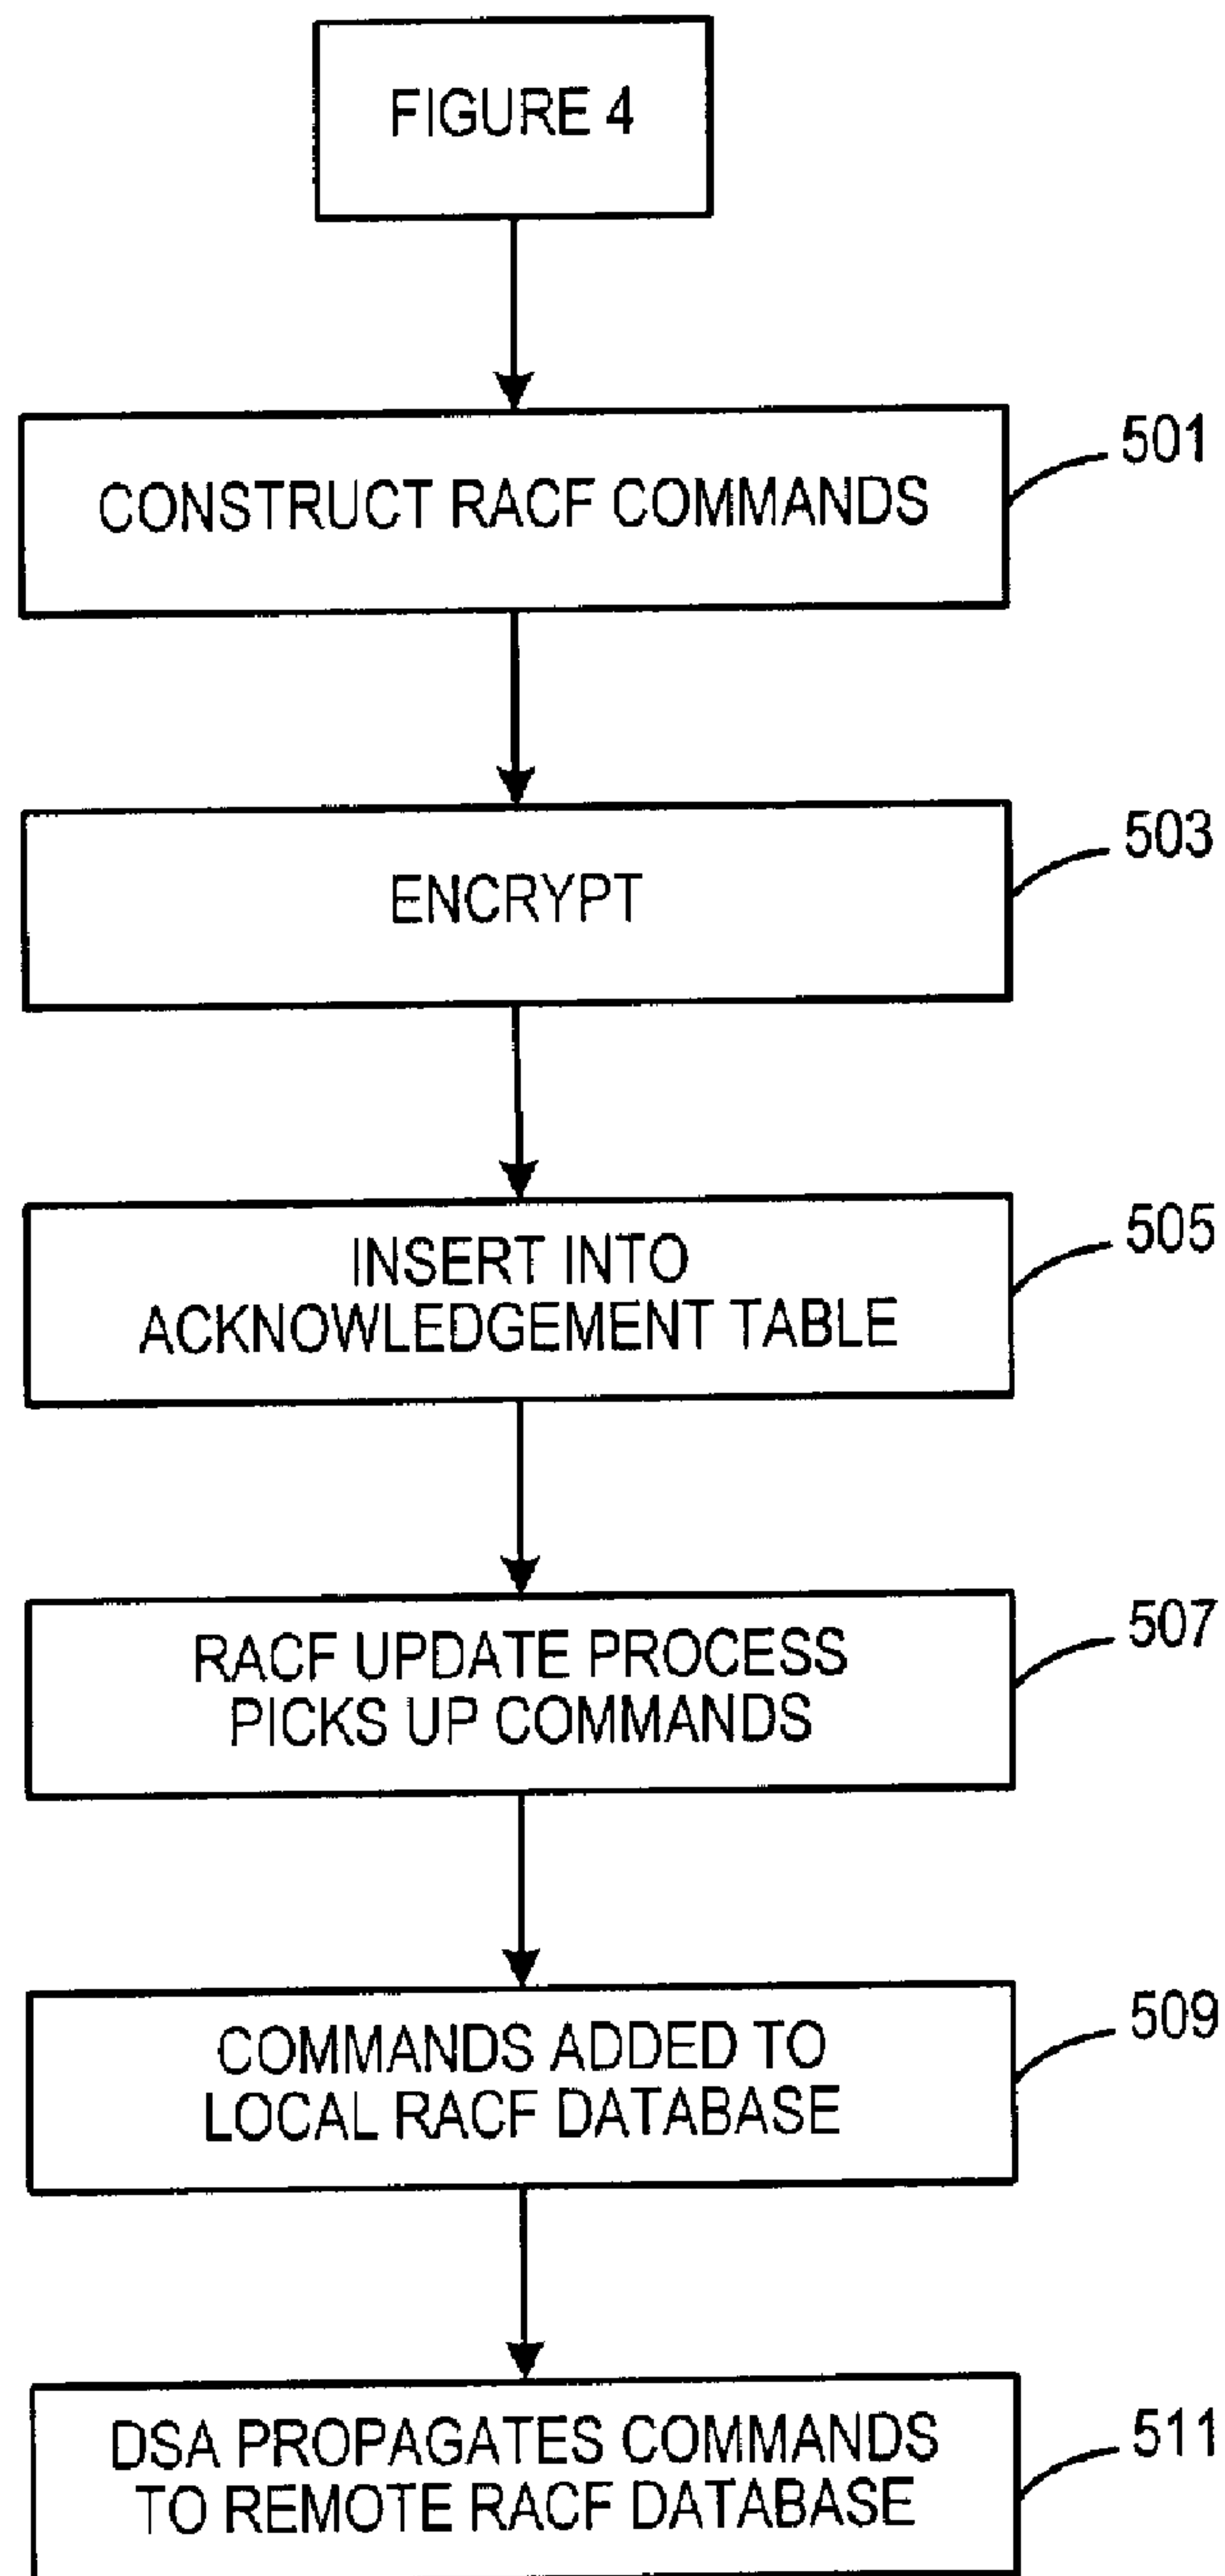 FIGURE 4
501
CONSTRUCT RACF COMMANDS
503
ENCRYPT
505
INSERT INTO
ACKNOWLEDGEMENT TABLE
507
RACF UPDATE PROCESS
PICKS UP COMMANDS
509
COMMANDS ADDED TO
LOCAL RACF DATABASE
511
DSA PROPAGATES COMMANDS
TO REMOTE RACF DATABASE